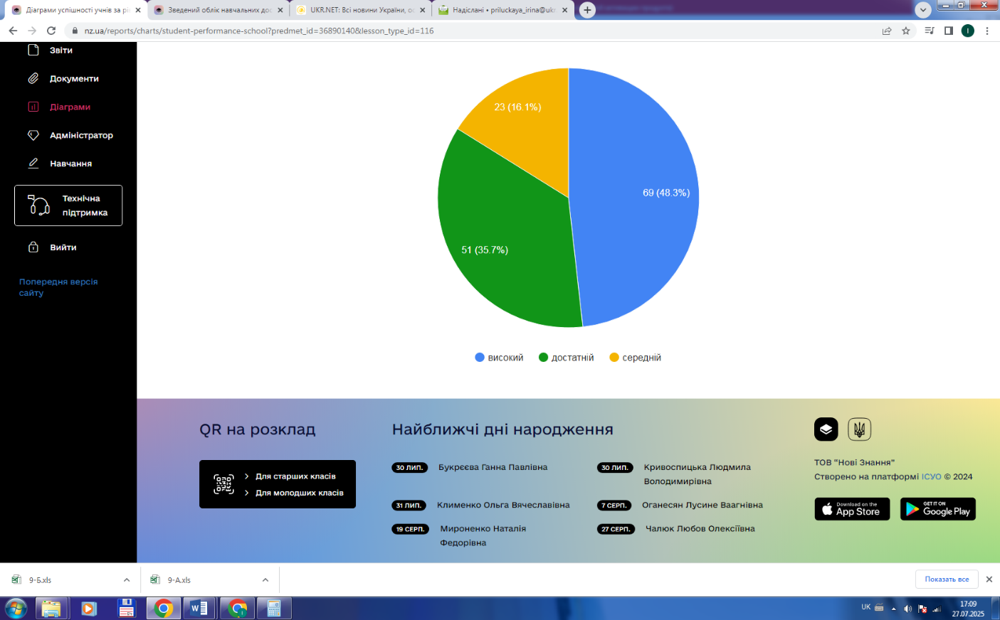 Діаграми успішності учнів за рі
Зведений облік навчальних дос
UKR.NET: Всі новини України, ос
Надіслані • priluckaya_irina@ukr
nz.ua/reports/charts/student-performance-school?predmet_id=36890140&lesson_type_id=116
I
Звіти
Документи
Діаграми
Адміністратор
Навчання
Технічна
підтримка
Вийти
Попередня версія
сайту
23 (16.1%)
69 (48.3%)
51 (35.7%)
високий
достатній
середній
QR на розклад
Для старших класів
Для молодших класів
Найближчі дні народження
30 ЛИП.
Букрєєва Ганна Павлівна
30 ЛИП.
Кривоспицька Людмила
Володимирівна
31 ЛИП.
Клименко Ольга Вячеславівна
7 СЕРП.
Оганесян Лусине Ваагнівна
19 СЕРП.
Мироненко Наталія
Федорівна
27 СЕРП.
Чалюк Любов Олексіївна
ТОВ "Нові Знання"
Створено на платформі ІСУО © 2024
Download on the
App Store
GET IT ON
Google Play
9-Б.xls
9-А.xls
Показать все
UK
17:09
27.07.2025